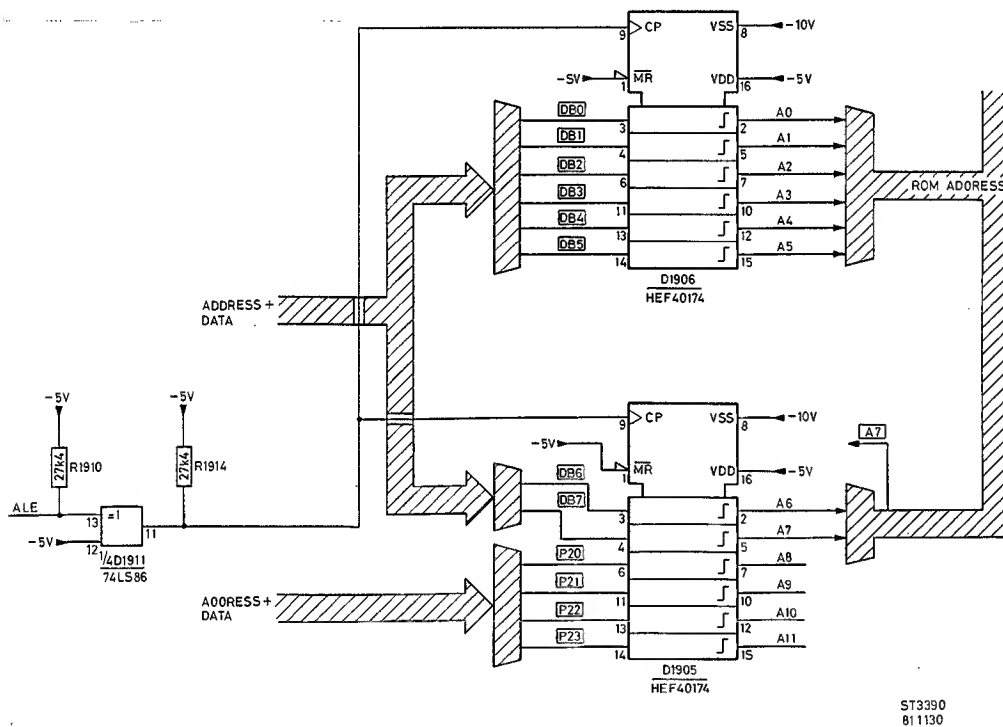 9
CP
VSS
8
-10V
-5V
1
MR
VDD
16
-5V
DB0
3
2
A0
DB1
4
5
A1
DB2
6
7
A2
DB3
11
10
A3
DB4
13
12
A4
DB5
14
15
A5
D1906
HEF40174
ROM ADDRESS
ADDRESS +
DATA
-5V
-5V
27k4
R1910
27k4
R1914
ALE
13
=1
11
-5V
12
1/4D1911
74LS86
9
CP
VSS
8
-10V
-5V
1
MR
VDD
16
-5V
A7
DB6
3
2
A6
DB7
4
5
A7
P20
6
7
A8
P21
11
10
A9
P22
13
12
A10
P23
14
15
A11
ADDRESS +
DATA
D1905
HEF40174
ST3390
811130